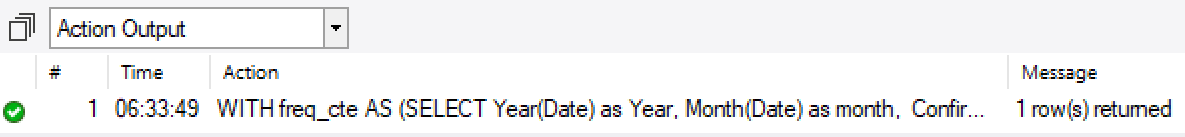 Action Output
# Time Action Message
1 06:33:49 WITH freq_cte AS (SELECT Year(Date) as Year, Month(Date) as month, Confir... 1 row(s) returned